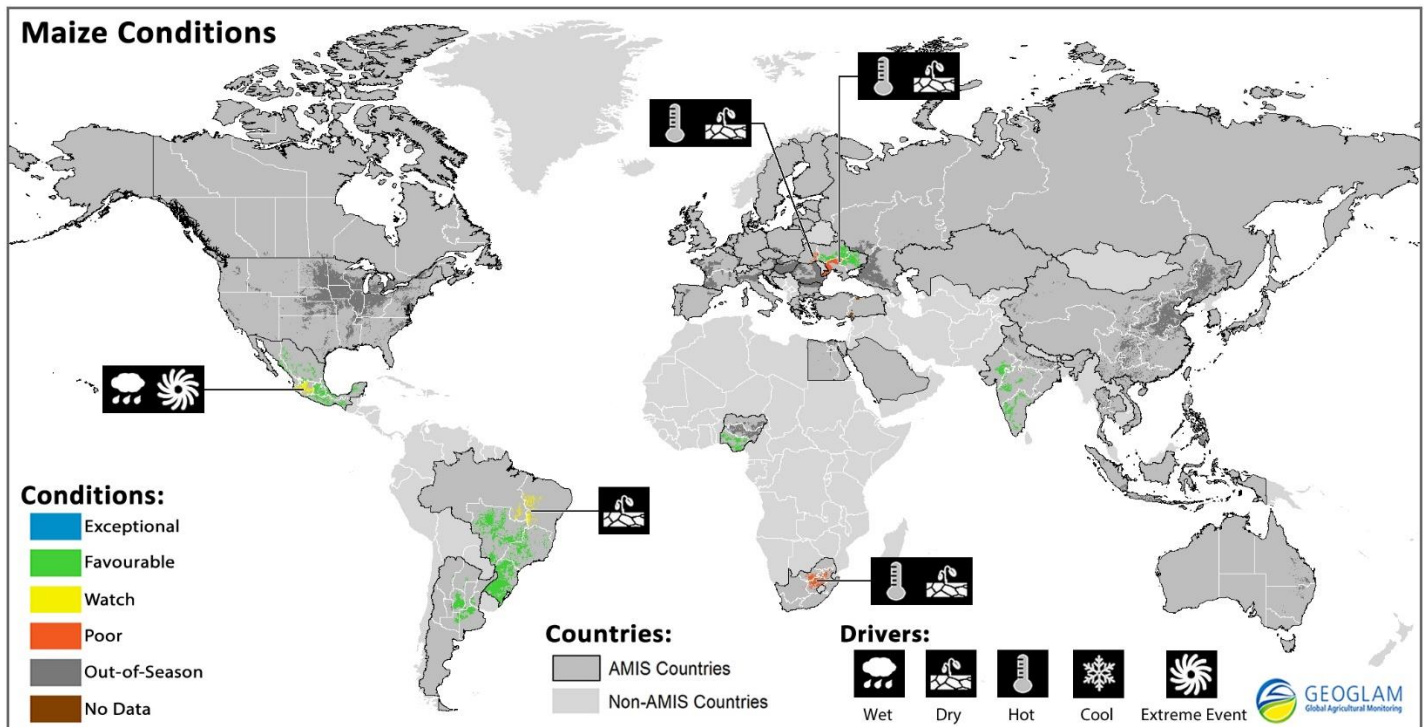 Maize Conditions
Conditions:
Exceptional
Favourable
Watch
Poor
Out-of-Season
No Data
Countries:
AMIS Countries
Non-AMIS Countries
Drivers:
Wet
Dry
Hot
Cool
Extreme Event
GEOGLAM
Global Agricultural Monitoring